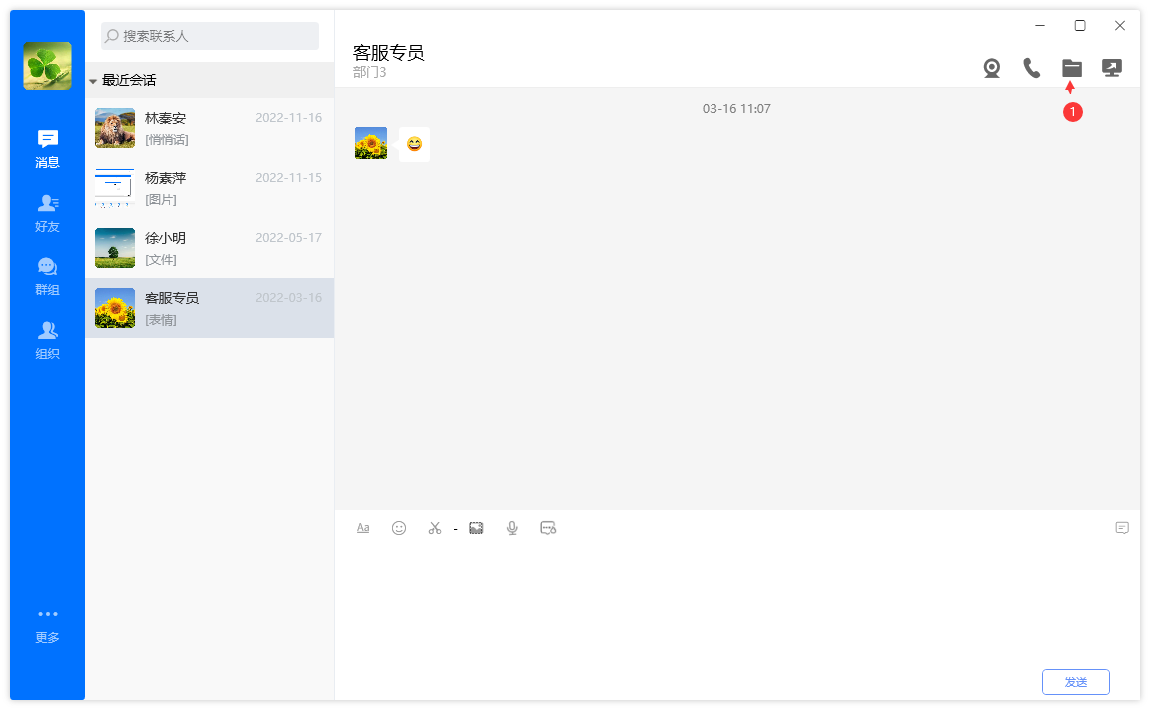 搜索联系人
最近会话
林秦安 2022-11-16
[悄悄话]
杨素萍 2022-11-15
[图片]
徐小明 2022-05-17
[文件]
客服专员 2022-03-16
[表情]
消息
好友
群组
组织
更多
客服专员
部门3
1
03-16 11:07
Aa
发送